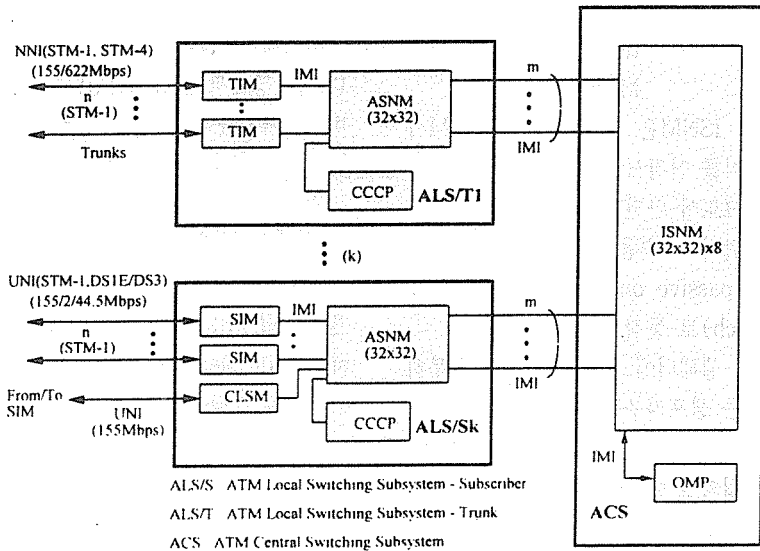 NNI(STM-1, STM-4)
(155/622Mbps)
n
(STM-1)
Trunks
TIM
IMI
TIM
ASNM
(32x32)
CCCP
ALS/T1
m
IMI
(k)
UNI(STM-1,DS1E/DS3)
(155/2/44.5Mbps)
n
(STM-1)
From/To
SIM
UNI
(155Mbps)
SIM
IMI
SIM
CLSM
ASNM
(32x32)
CCCP
ALS/Sk
m
IMI
ISNM
(32x32)x8
IMI
OMP
ACS
ALS/S ATM Local Switching Subsystem - Subscriber
ALS/T ATM Local Switching Subsystem - Trunk
ACS ATM Central Switching Subsystem